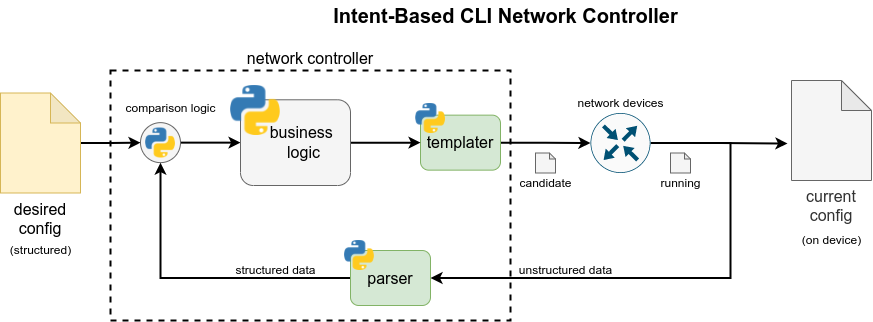 Intent-Based CLI Network Controller
network controller
comparison logic
network devices
business
logic
templater
candidate
running
desired
config
(structured)
current
config
(on device)
structured data
parser
unstructured data